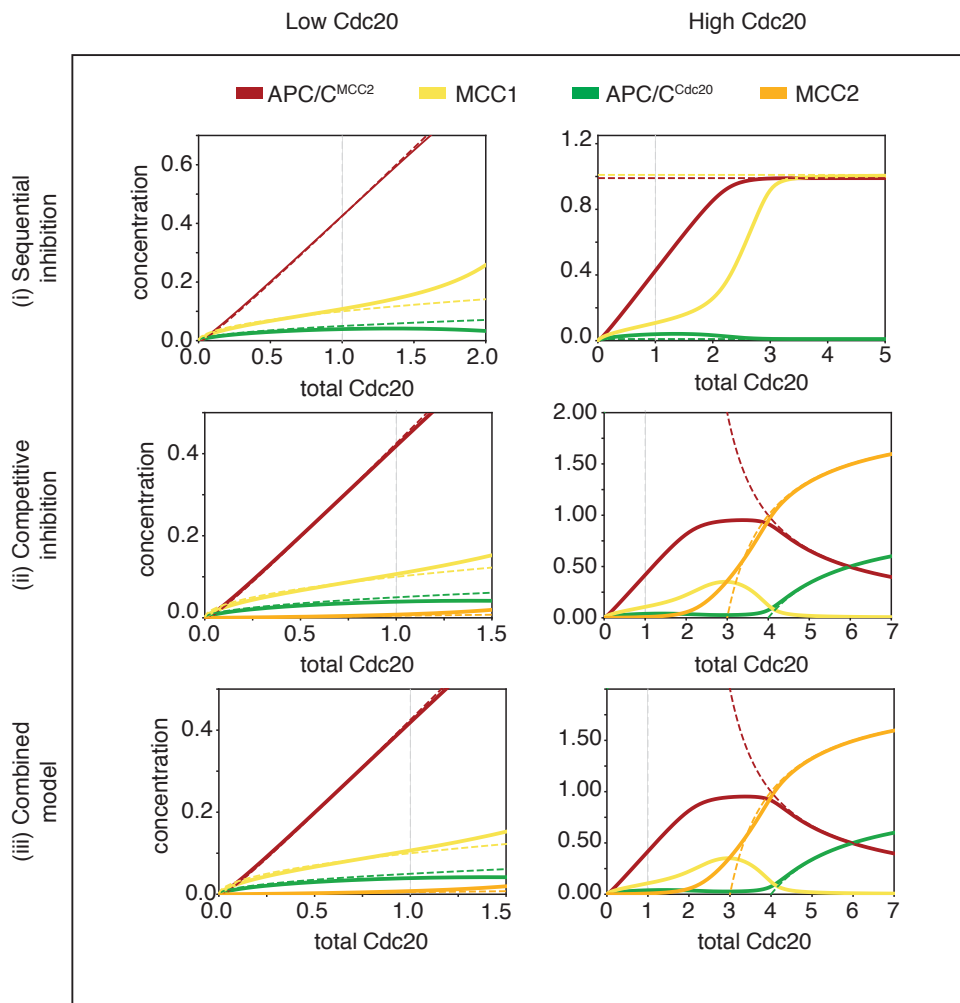 Low Cdc20
High Cdc20
APC/C^MCC2 MCC1 APC/C^Cdc20 MCC2
(i) Sequential
inhibition
concentration
0.6
0.4
0.2
0.0
0.0 0.5 1.0 1.5 2.0
total Cdc20
1.2
0.8
0.4
0.0
0 1 2 3 4 5
total Cdc20
(ii) Competitive
inhibition
concentration
0.4
0.2
0.0
0.0 0.5 1.0 1.5
total Cdc20
2.00
1.50
1.00
0.50
0.00
0 1 2 3 4 5 6 7
total Cdc20
(iii) Combined
model
concentration
0.4
0.2
0.0
0.0 0.5 1.0 1.5
total Cdc20
1.50
1.00
0.50
0.00
0 1 2 3 4 5 6 7
total Cdc20